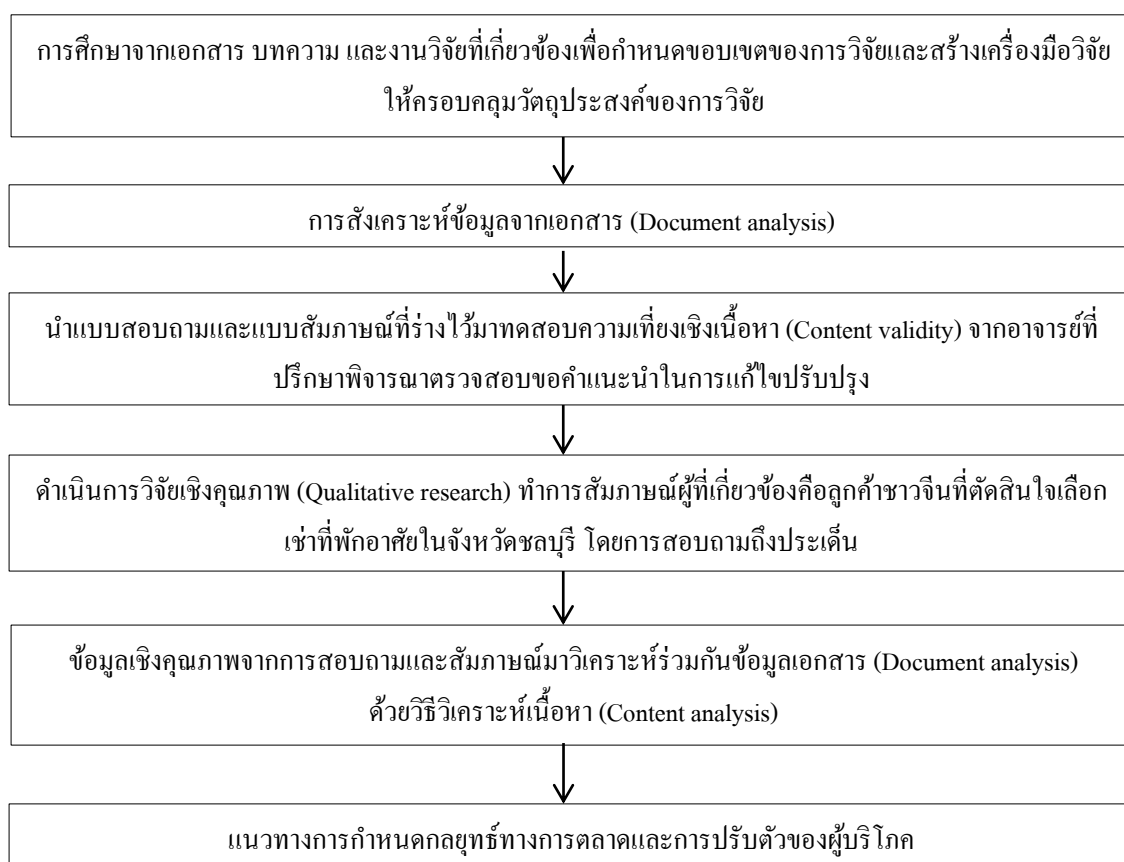 การศึกษาจากเอกสาร บทความ และงานวิจัยที่เกี่ยวข้องเพื่อกำหนดขอบเขตของการวิจัยและสร้างเครื่องมือวิจัย
ให้ครอบคลุมวัตถุประสงค์ของการวิจัย
การสังเคราะห์ข้อมูลจากเอกสาร (Document analysis)
นำแบบสอบถามและแบบสัมภาษณ์ที่ร่างไว้มาทดสอบความเที่ยงเชิงเนื้อหา (Content validity) จากอาจารย์ที่
ปรึกษาพิจารณาตรวจสอบขอคำแนะนำในการแก้ไขปรับปรุง
ดำเนินการวิจัยเชิงคุณภาพ (Qualitative research) ทำการสัมภาษณ์ผู้ที่เกี่ยวข้องคือลูกค้าชาวจีนที่ตัดสินใจเลือก
เช่าที่พักอาศัยในจังหวัดชลบุรี โดยการสอบถามถึงประเด็น
ข้อมูลเชิงคุณภาพจากการสอบถามและสัมภาษณ์มาวิเคราะห์ร่วมกันข้อมูลเอกสาร (Document analysis)
ด้วยวิธีวิเคราะห์เนื้อหา (Content analysis)
แนวทางการกำหนดกลยุทธ์ทางการตลาดและการปรับตัวของผู้บริโภค